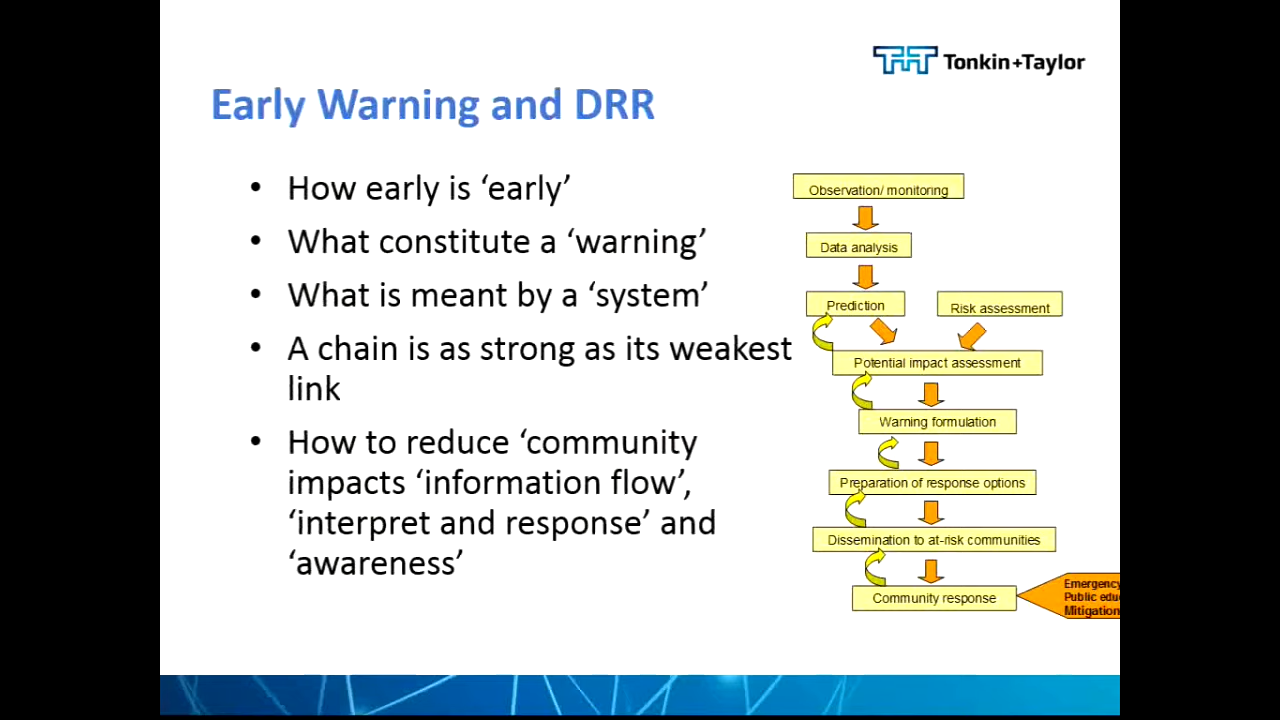 Tonkin+Taylor
Early Warning and DRR
• How early is ‘early’
• What constitute a ‘warning’
• What is meant by a ‘system’
• A chain is as strong as its weakest
link
• How to reduce ‘community
impacts ‘information flow’,
‘interpret and response’ and
‘awareness’
Observation/ monitoring
Data analysis
Prediction
Risk assessment
Potential impact assessment
Warning formulation
Preparation of response options
Dissemination to at-risk communities
Community response
Emergency
Public edu
Mitigation